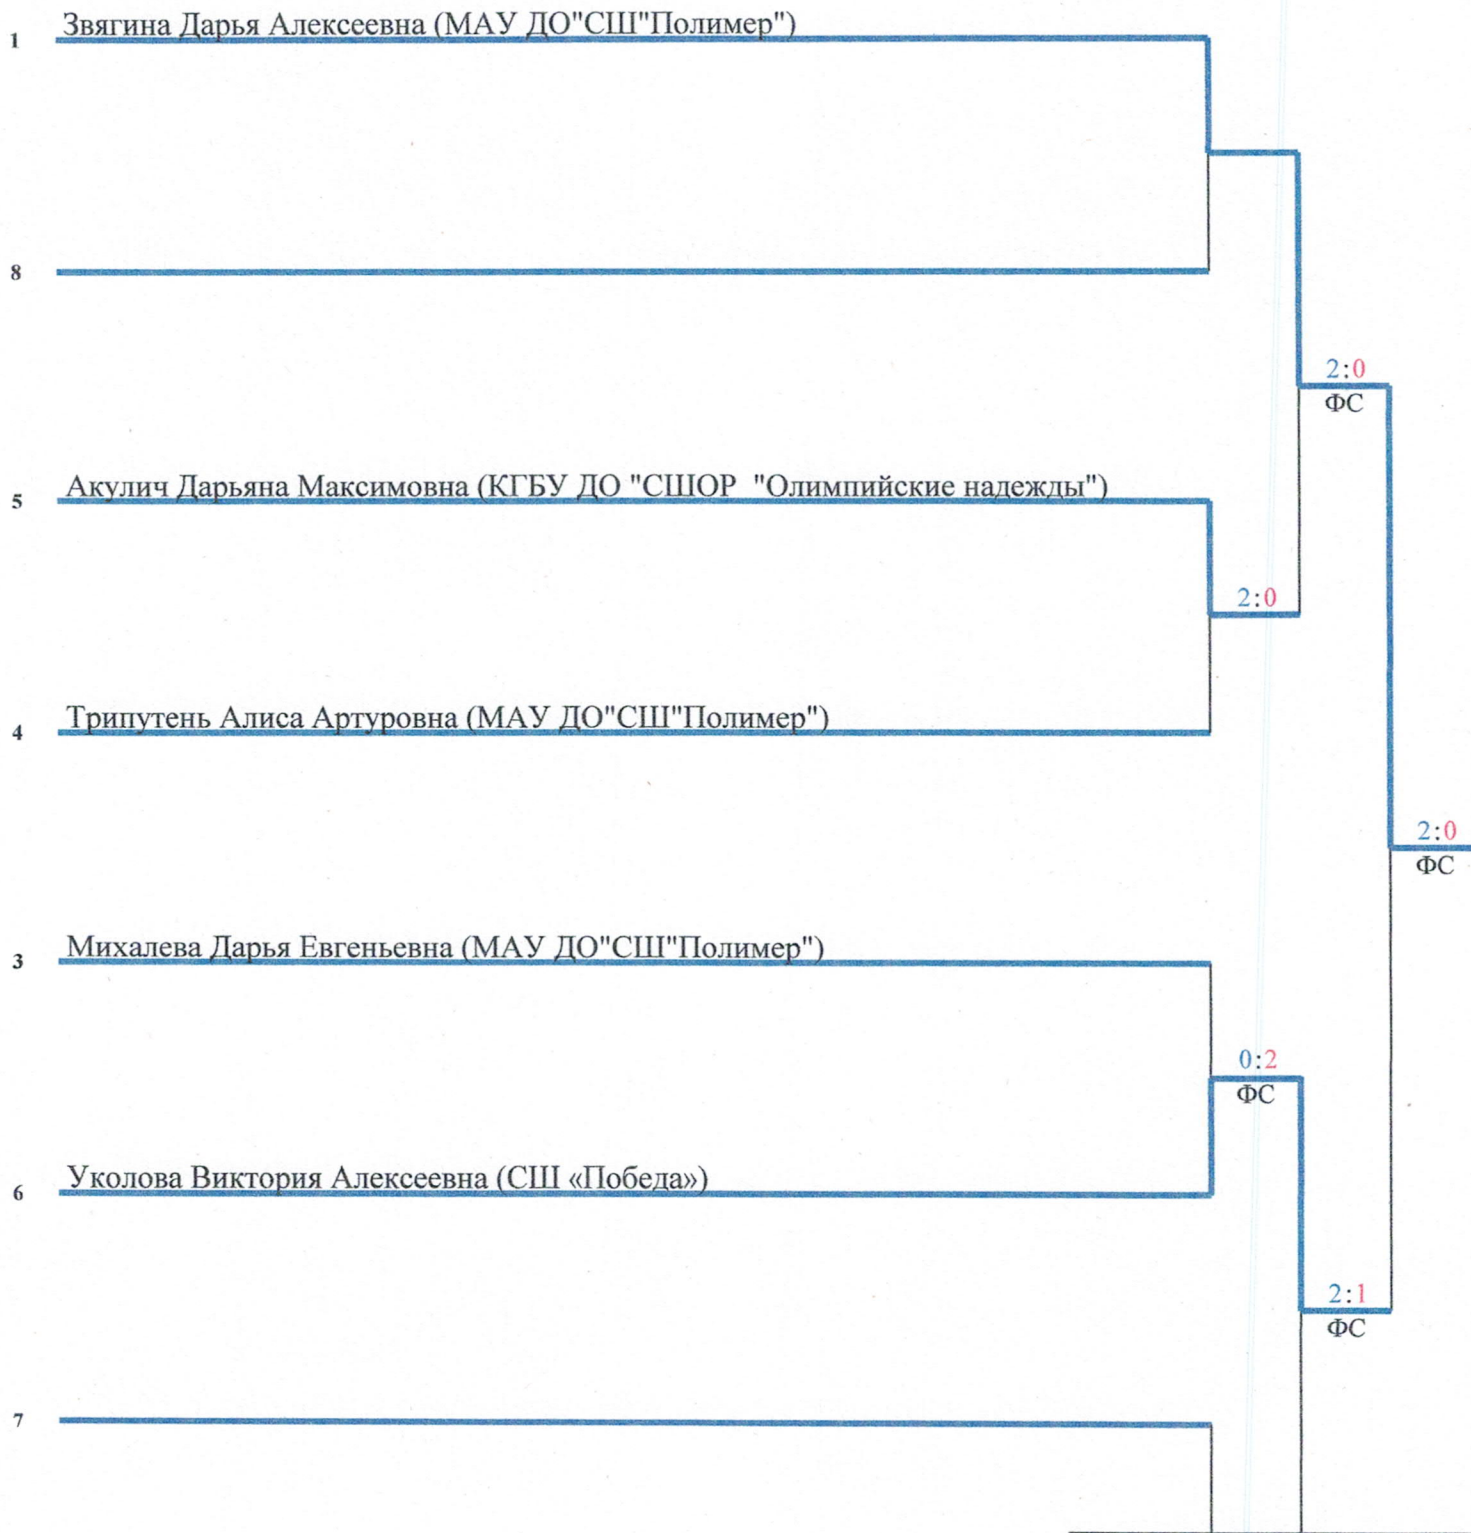 1 Звягина Дарья Алексеевна (МАУ ДО"СШ"Полимер")
8
2:0
ФС
5 Акулич Дарьяна Максимовна (КГБУ ДО "СШОР "Олимпийские надежды")
2:0
4 Трипутень Алиса Артуровна (МАУ ДО"СШ"Полимер")
2:0
ФС
3 Михалева Дарья Евгеньевна (МАУ ДО"СШ"Полимер")
0:2
ФС
6 Уколова Виктория Алексеевна (СШ «Победа»)
2:1
ФС
7